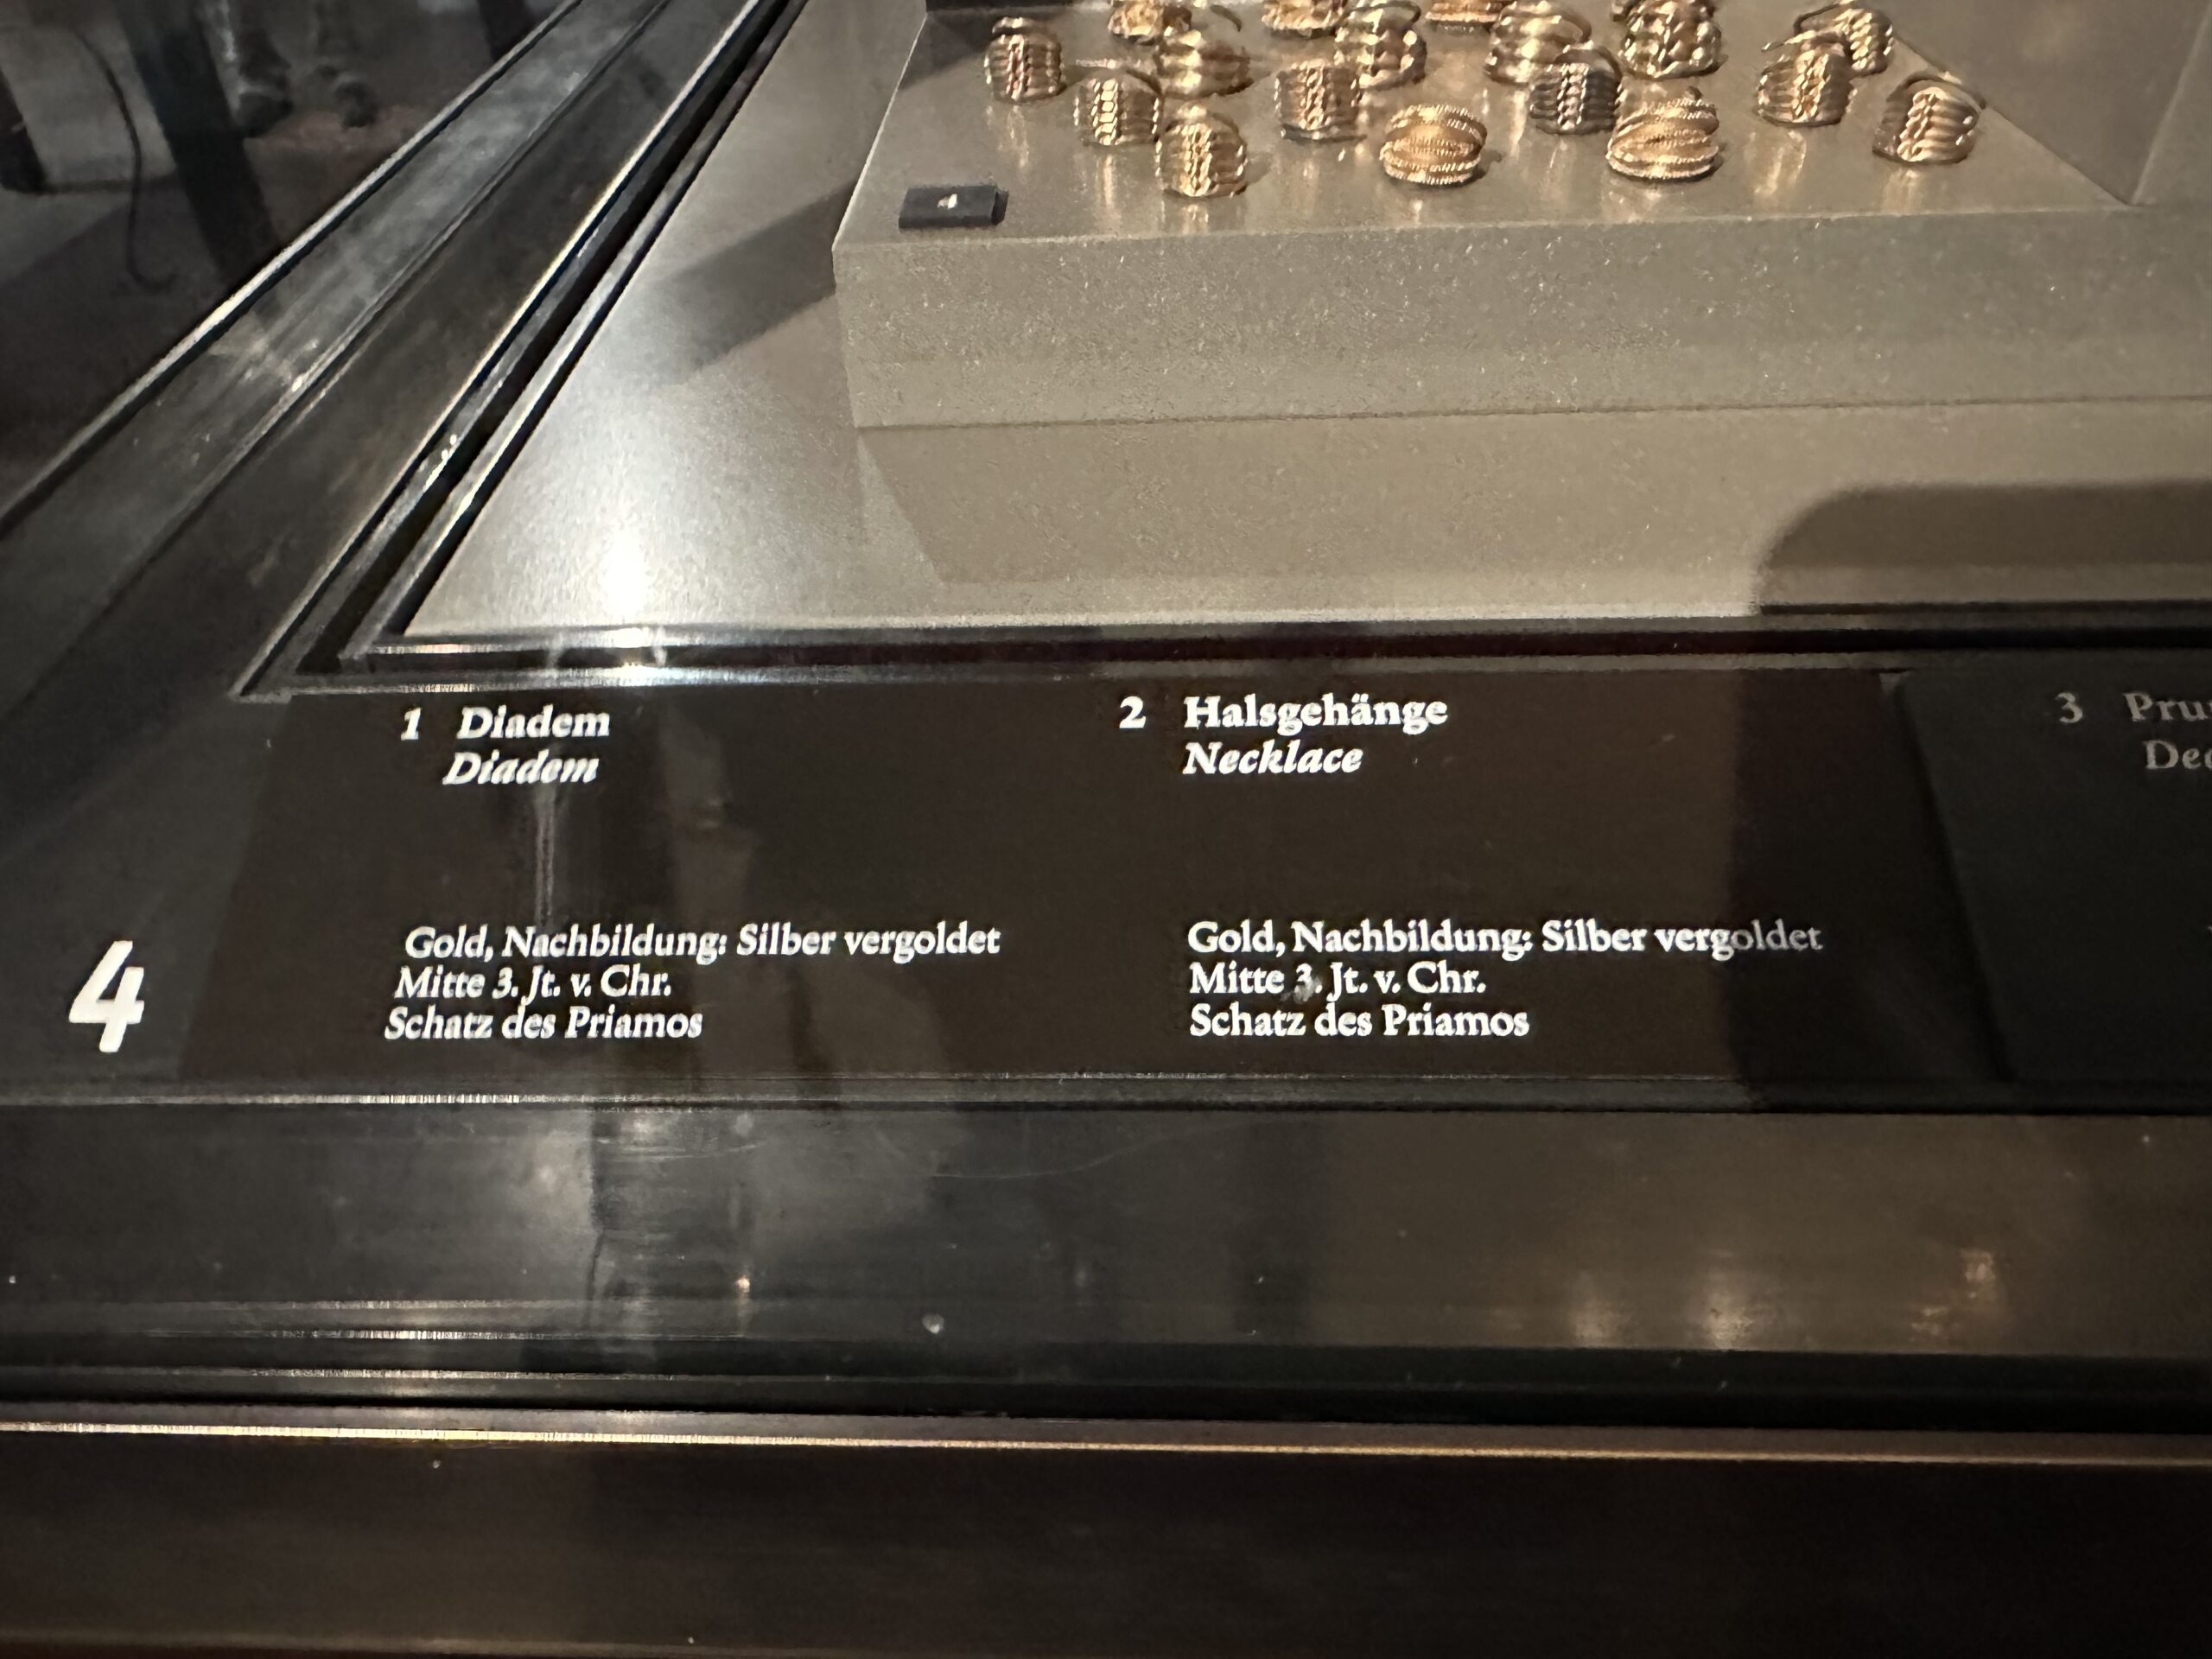 1 Diadem
Diadem
Gold, Nachbildung: Silber vergoldet
Mitte 3. Jt. v. Chr.
Schatz des Priamos
2 Halsgehänge
Necklace
Gold, Nachbildung: Silber vergoldet
Mitte 3. Jt. v. Chr.
Schatz des Priamos
3
4